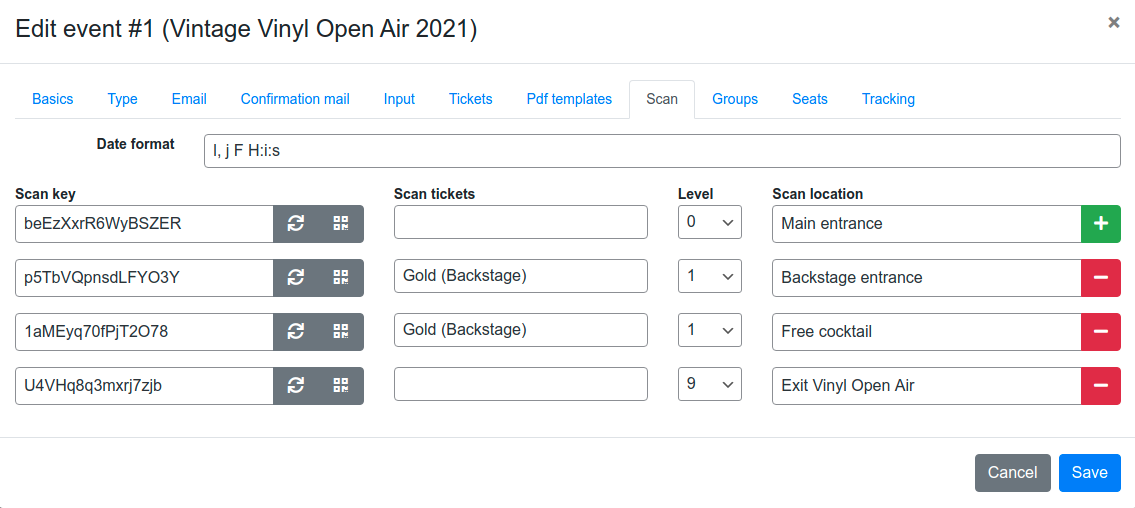 Edit event #1 (Vintage Vinyl Open Air 2021)
×
Basics Type Email Confirmation mail Input Tickets Pdf templates Scan Groups Seats Tracking
Date format l, j F H:i:s
Scan key Scan tickets Level Scan location
beEzXxrR6WyBSZER 0 Main entrance +
p5TbVQpnsdLFYO3Y Gold (Backstage) 1 Backstage entrance −
1aMEyq70fPjT2O78 Gold (Backstage) 1 Free cocktail −
U4VHq8q3mxrj7zjb 9 Exit Vinyl Open Air −
Cancel Save